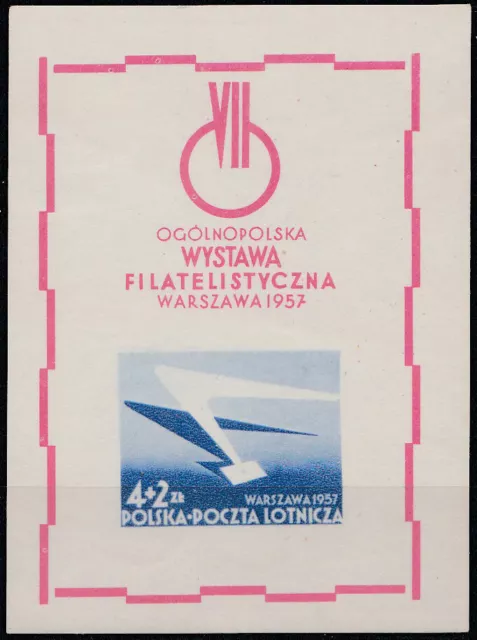 VII
OGÓLNOPOLSKA
WYSTAWA
FILATELISTYCZNA
WARSZAWA 1957
4+2 ZŁ
WARSZAWA 1957
POLSKA·POCZTA LOTNICZA